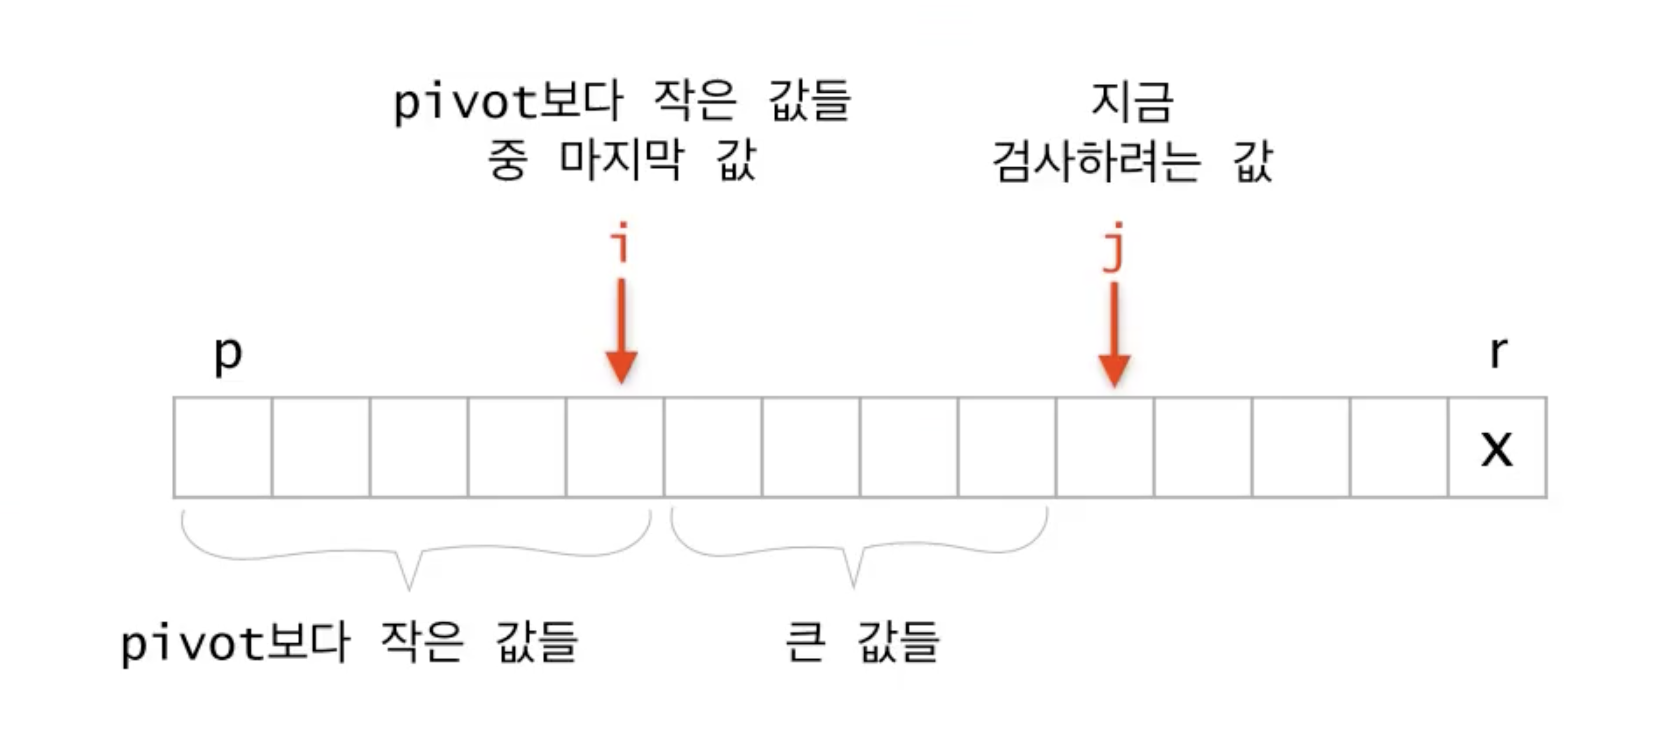 pivot보다 작은 값들
중 마지막 값
지금
검사하려는 값
i
j
p
r
x
pivot보다 작은 값들
큰 값들